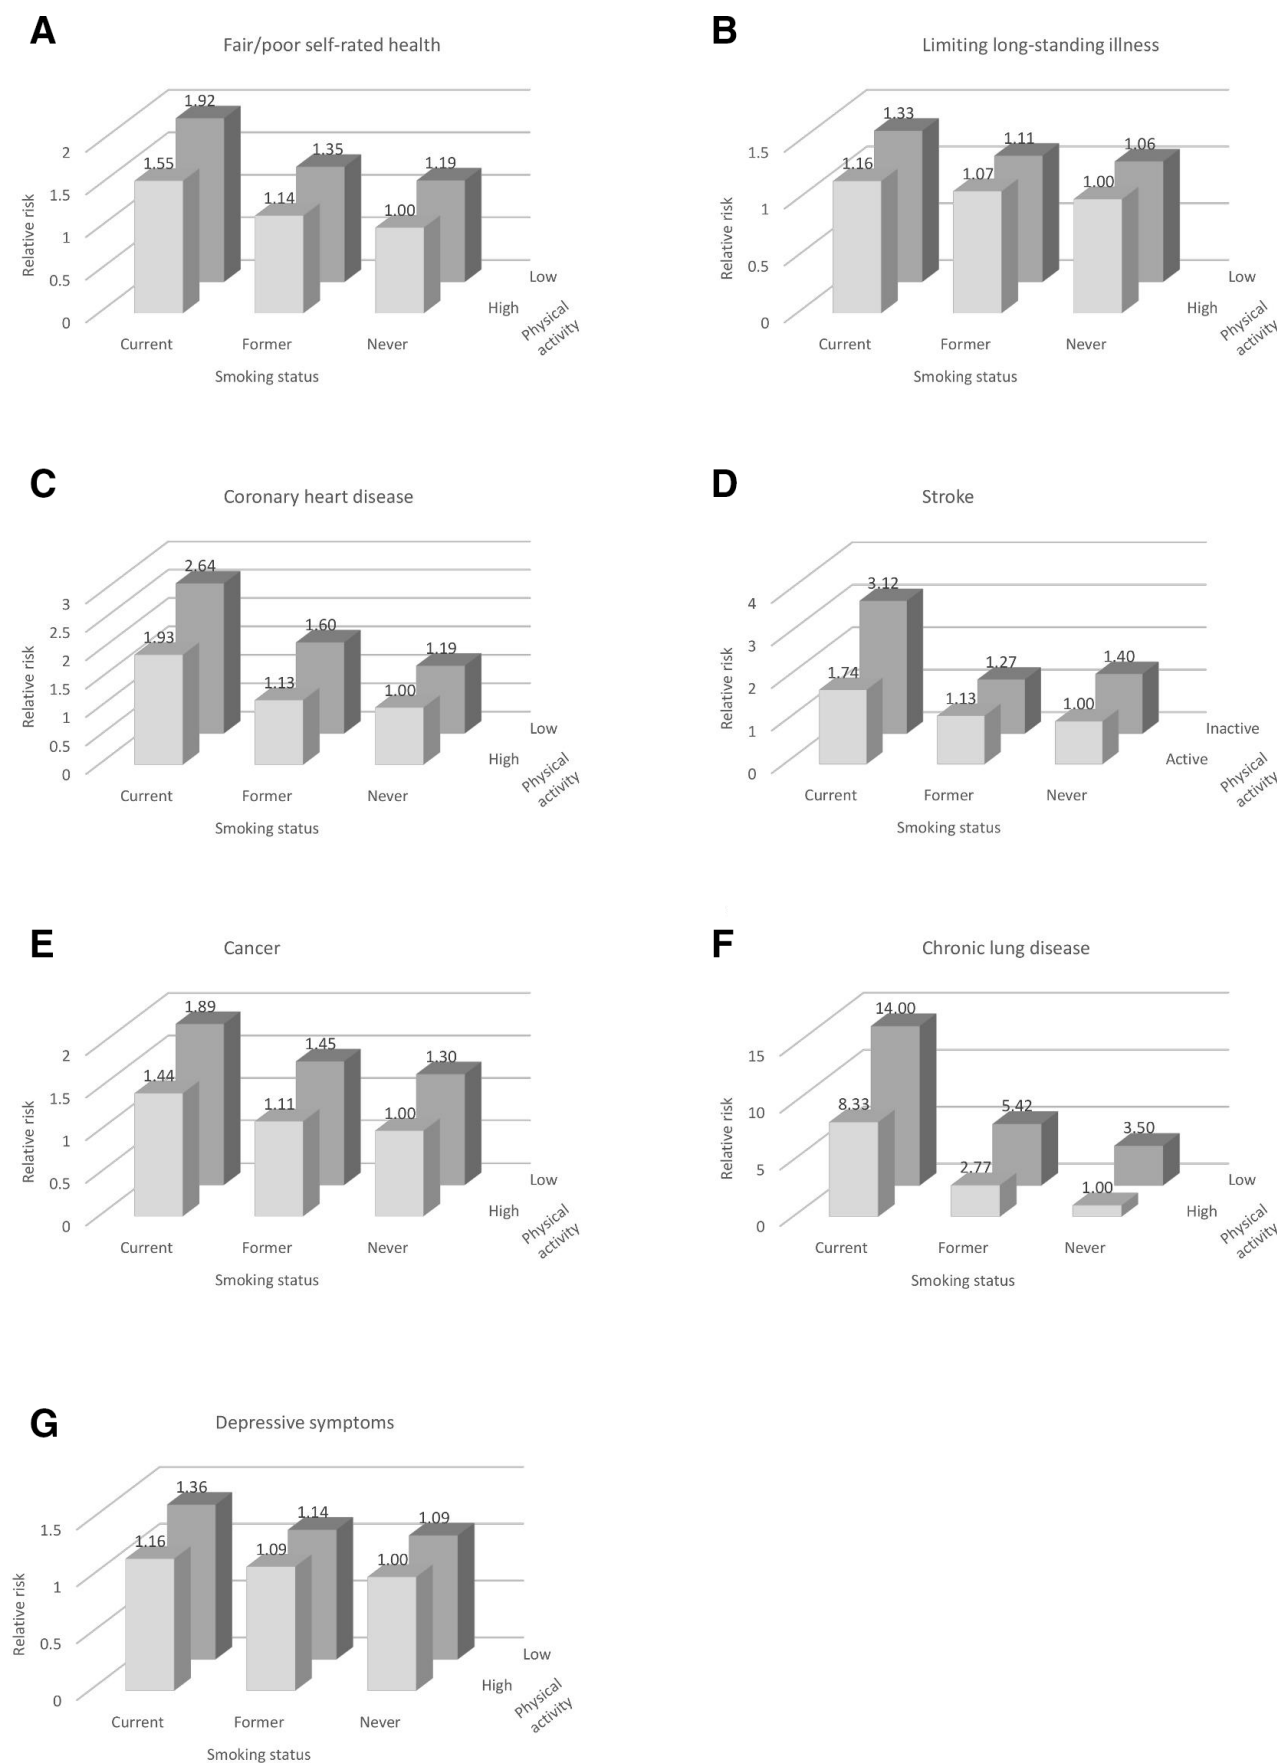 A
Fair/poor self-rated health
1.92
1.55
1.35
1.14
1.19
1.00
2
1.5
1
0.5
0
Relative risk
Low
High
Physical
activity
Current
Former
Never
Smoking status
B
Limiting long-standing illness
1.33
1.16
1.11
1.07
1.06
1.00
1.5
1
0.5
0
Relative risk
Low
High
Physical
activity
Current
Former
Never
Smoking status
C
Coronary heart disease
2.64
1.93
1.60
1.13
1.19
1.00
3
2.5
2
1.5
1
0.5
0
Relative risk
Low
High
Physical
activity
Current
Former
Never
Smoking status
D
Stroke
3.12
1.74
1.27
1.13
1.40
1.00
4
3
2
1
0
Relative risk
Inactive
Active
Physical
activity
Current
Former
Never
Smoking status
E
Cancer
1.89
1.44
1.45
1.11
1.30
1.00
2
1.5
1
0.5
0
Relative risk
Low
High
Physical
activity
Current
Former
Never
Smoking status
F
Chronic lung disease
14.00
8.33
5.42
2.77
3.50
1.00
15
10
5
0
Relative risk
Low
High
Physical
activity
Current
Former
Never
Smoking status
G
Depressive symptoms
1.36
1.16
1.14
1.09
1.09
1.00
1.5
1
0.5
0
Relative risk
Low
High
Physical
activity
Current
Former
Never
Smoking status